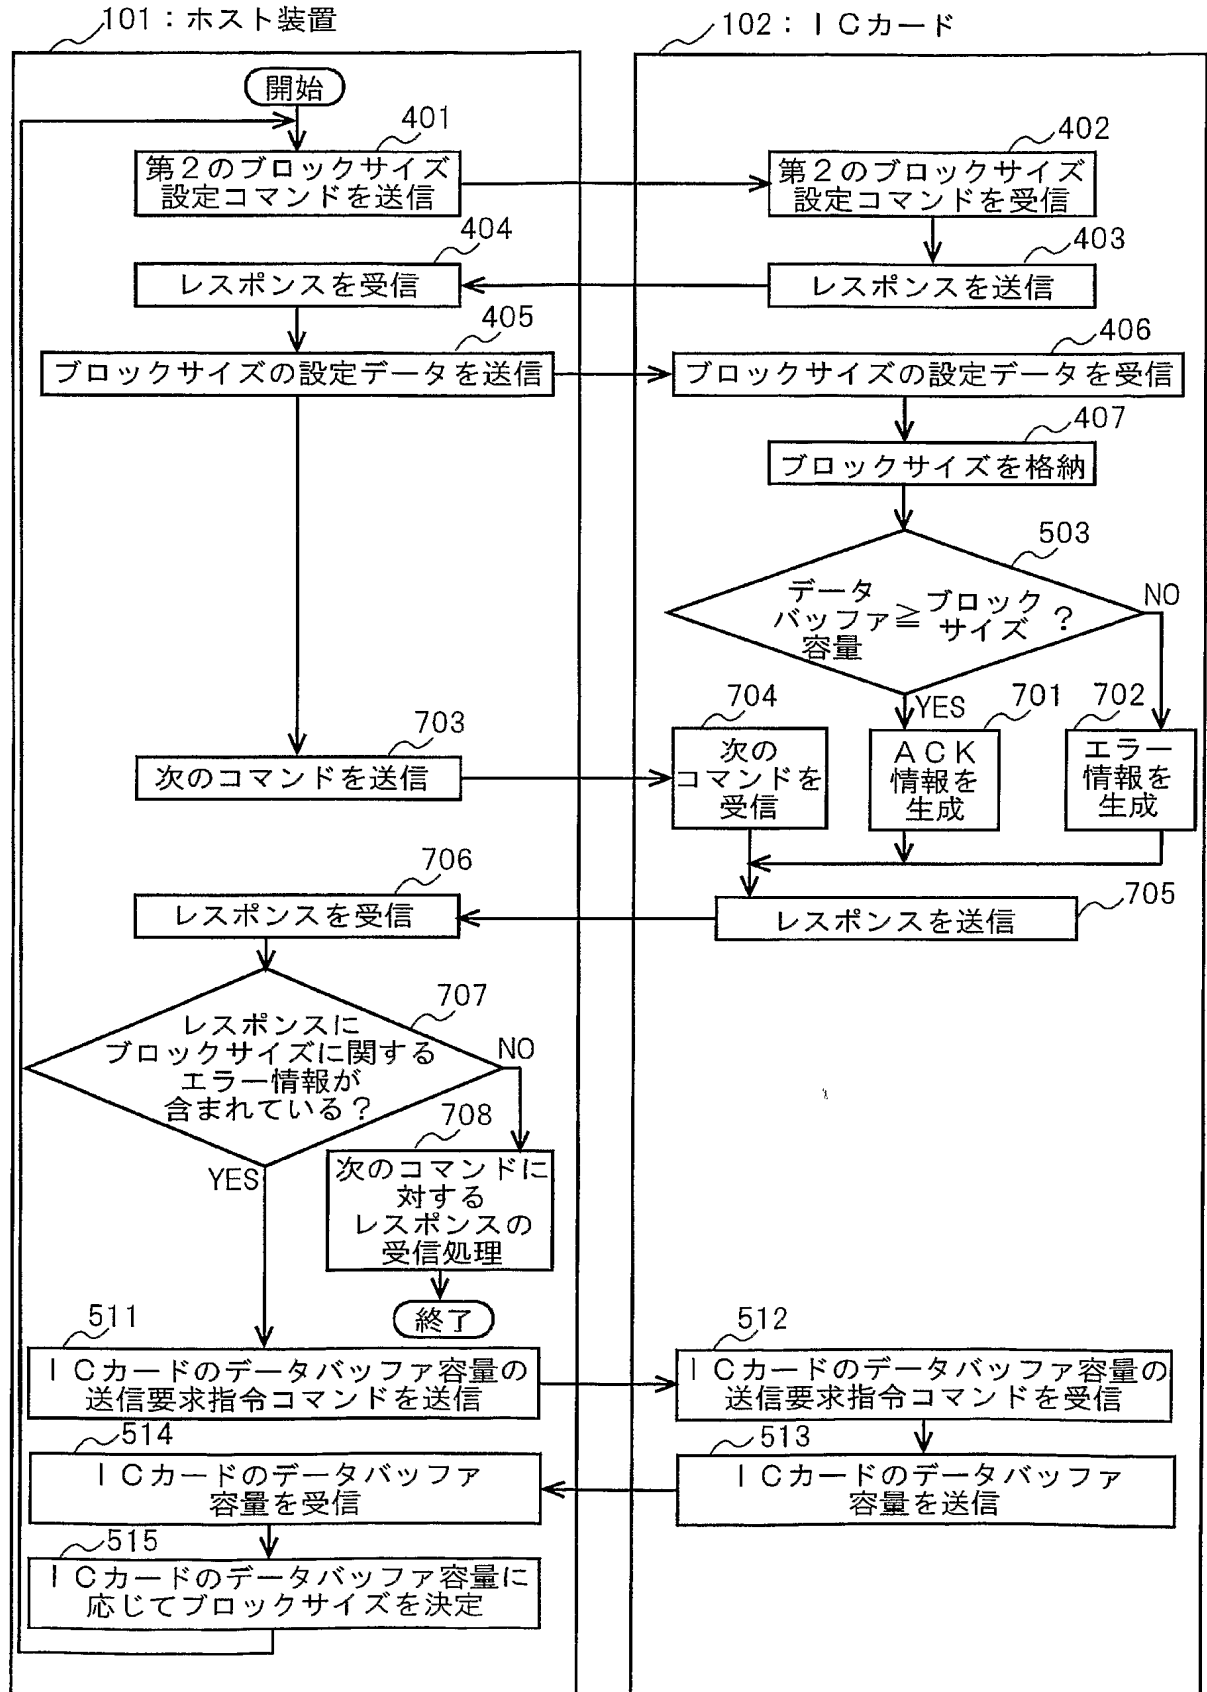 101：ホスト装置
102：ＩＣカード
開始
401
第２のブロックサイズ
設定コマンドを送信
402
第２のブロックサイズ
設定コマンドを受信
404
レスポンスを受信
403
レスポンスを送信
405
ブロックサイズの設定データを送信
406
ブロックサイズの設定データを受信
407
ブロックサイズを格納
503
データ
バッファ
容量
≧
ブロック
サイズ
？
NO
YES
703
次のコマンドを送信
704
次の
コマンドを
受信
701
ＡＣＫ
情報を
生成
702
エラー
情報を
生成
706
レスポンスを受信
705
レスポンスを送信
707
レスポンスに
ブロックサイズに関する
エラー情報が
含まれている？
NO
YES
708
次のコマンドに
対する
レスポンスの
受信処理
終了
511
ＩＣカードのデータバッファ容量の
送信要求指令コマンドを送信
512
ＩＣカードのデータバッファ容量の
送信要求指令コマンドを受信
514
ＩＣカードのデータバッファ
容量を受信
513
ＩＣカードのデータバッファ
容量を送信
515
ＩＣカードのデータバッファ容量に
応じてブロックサイズを決定